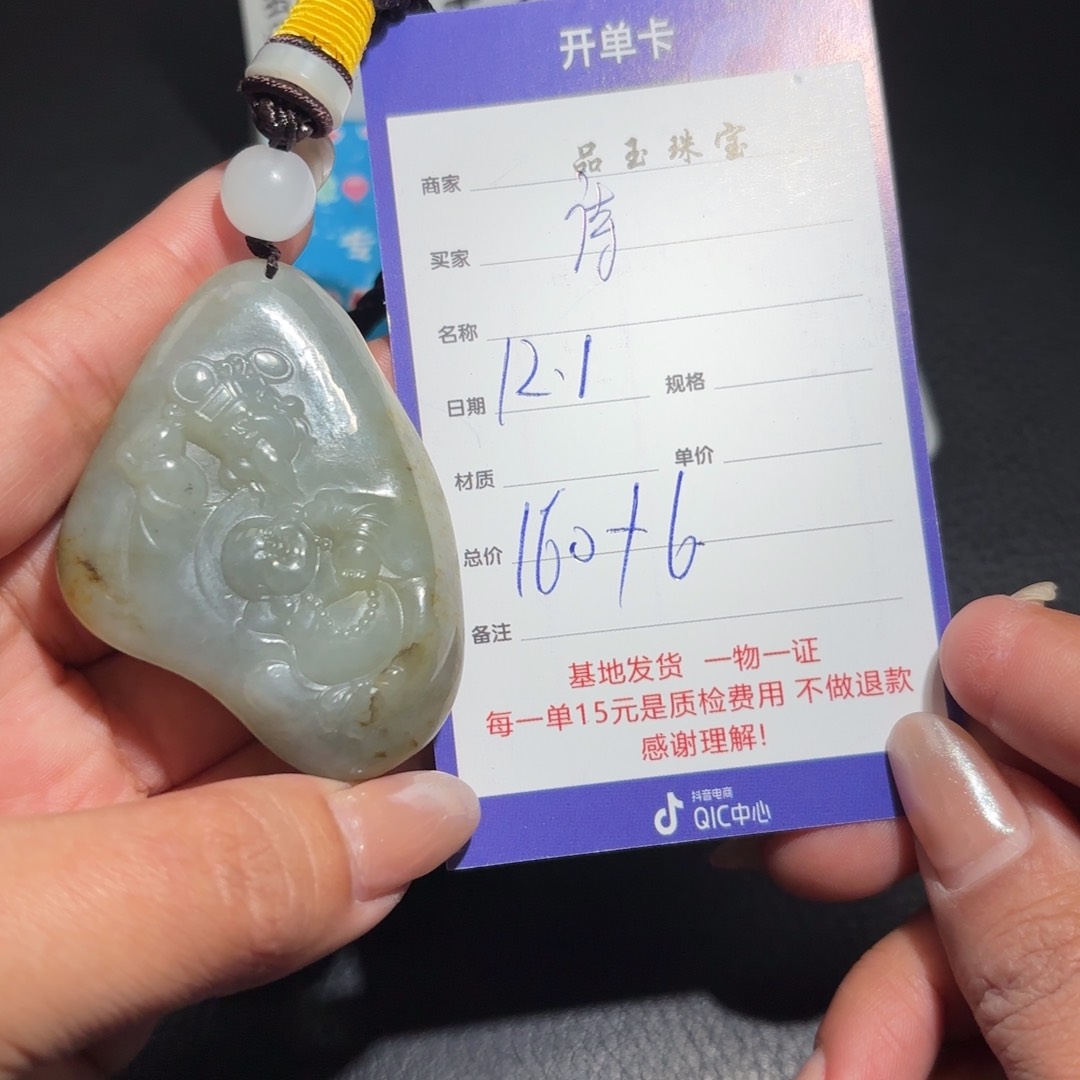 开单卡
商家 品玉珠宝
买家
名称
日期 12.1 规格
材质 单价
总价 160+6
备注
基地发货 一物一证
每一单15元是质检费用 不做退款
感谢理解!
抖音电商
QIC中心
专